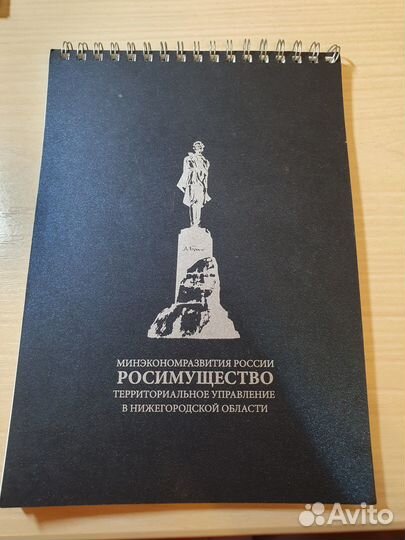 МИНЭКОНОМРАЗВИТИЯ РОССИИ
РОСИМУЩЕСТВО
ТЕРРИТОРИАЛЬНОЕ УПРАВЛЕНИЕ
В НИЖЕГОРОДСКОЙ ОБЛАСТИ
Avito